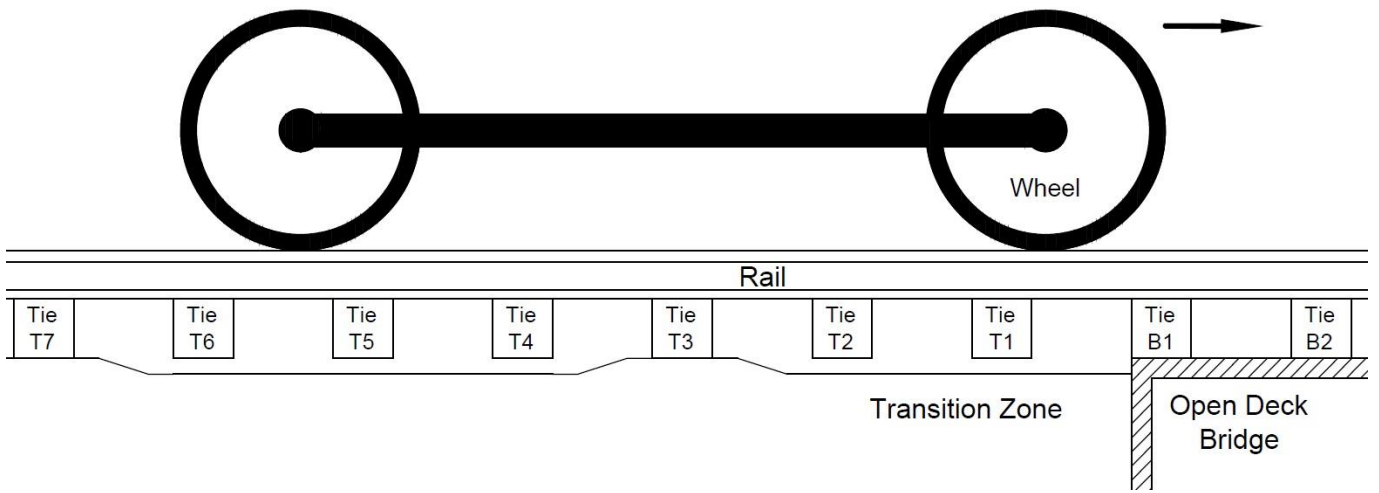 Wheel
Rail
Tie Tie Tie Tie Tie Tie Tie Tie Tie
T7 T6 T5 T4 T3 T2 T1 B1 B2
Transition Zone
Open Deck
Bridge